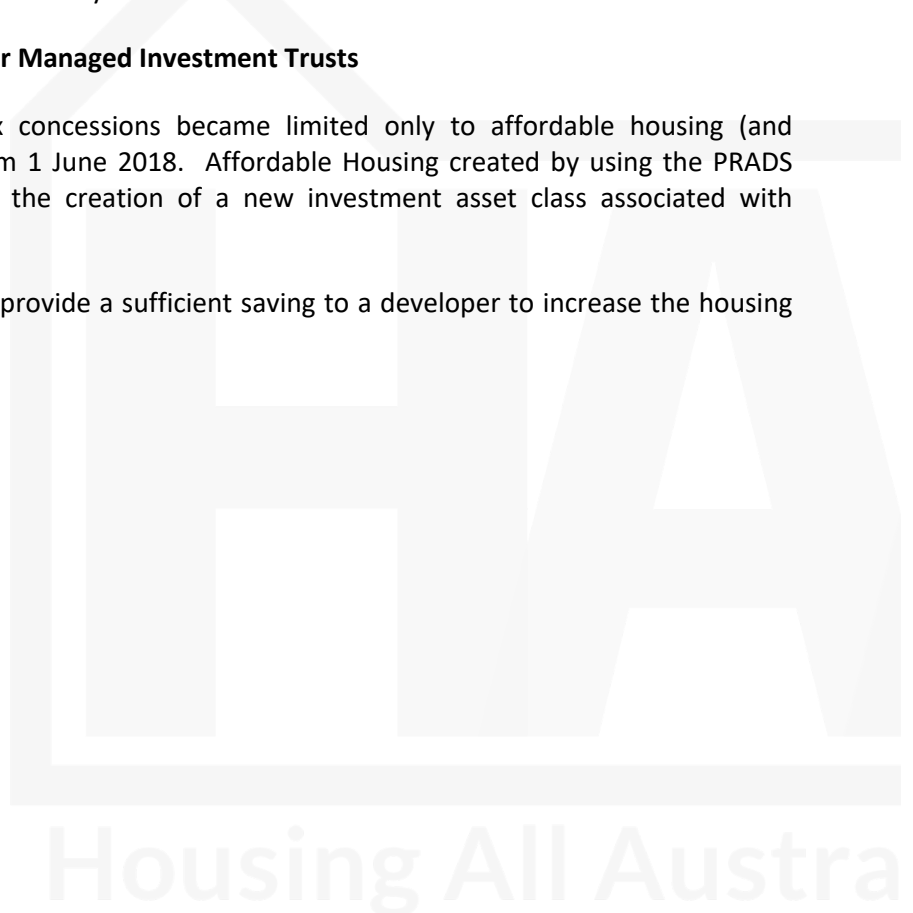 r Managed Investment Trusts
x concessions became limited only to affordable housing (and
m 1 June 2018. Affordable Housing created by using the PRADS
the creation of a new investment asset class associated with
provide a sufficient saving to a developer to increase the housing
HA
Housing All Austra